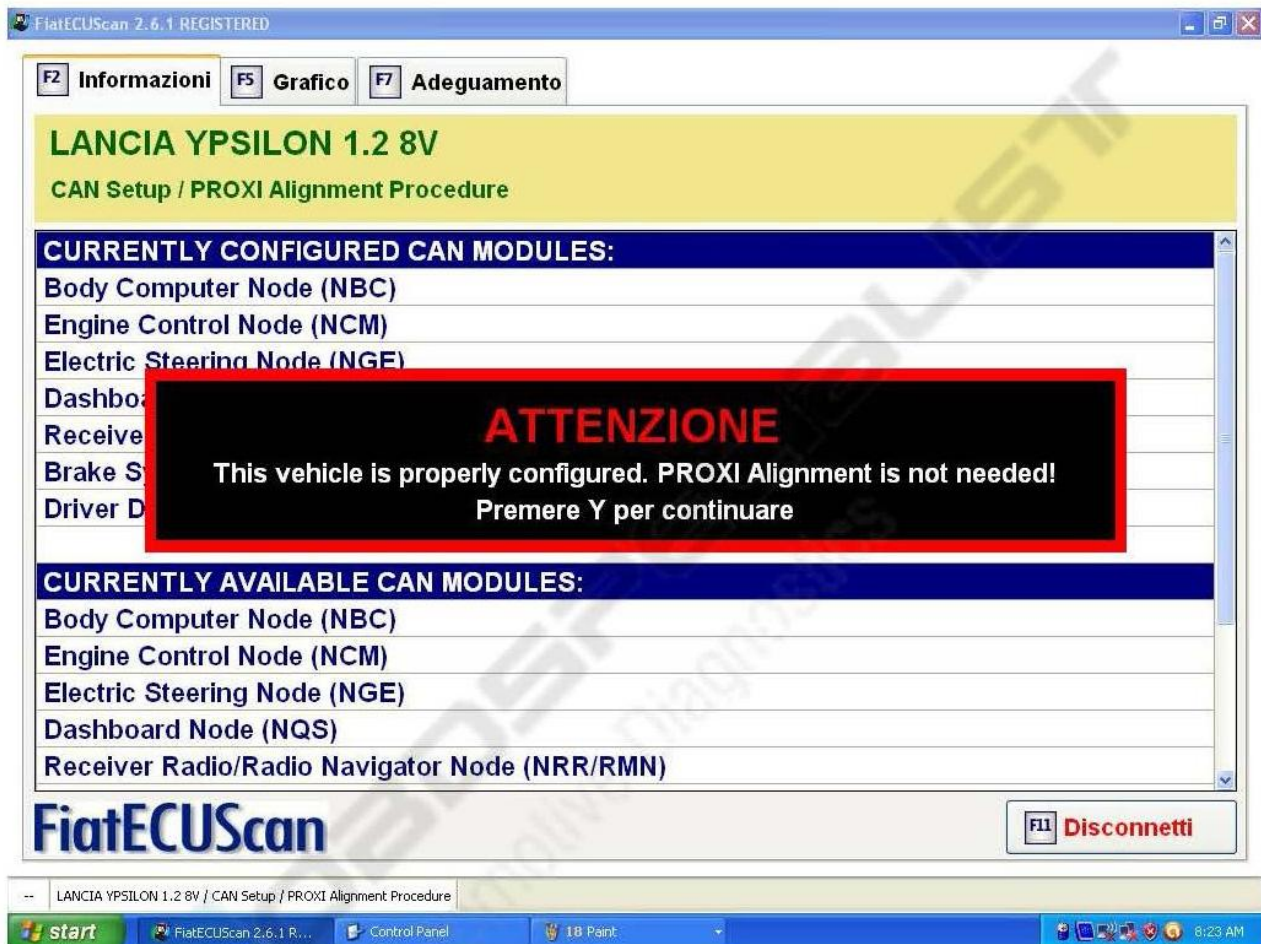 FiatECUScan 2.6.1 REGISTERED
F2 Informazioni F5 Grafico F7 Adeguamento
LANCIA YPSILON 1.2 8V
CAN Setup / PROXI Alignment Procedure
CURRENTLY CONFIGURED CAN MODULES:
Body Computer Node (NBC)
Engine Control Node (NCM)
Electric Steering Node (NGE)
Dashboa
Receive
Brake Sy
Driver D
ATTENZIONE
This vehicle is properly configured. PROXI Alignment is not needed!
Premere Y per continuare
CURRENTLY AVAILABLE CAN MODULES:
Body Computer Node (NBC)
Engine Control Node (NCM)
Electric Steering Node (NGE)
Dashboard Node (NQS)
Receiver Radio/Radio Navigator Node (NRR/RMN)
FiatECUScan
F11 Disconnetti
-- LANCIA YPSILON 1.2 8V / CAN Setup / PROXI Alignment Procedure
start FiatECUScan 2.6.1 R... Control Panel 18 Paint 8:23 AM